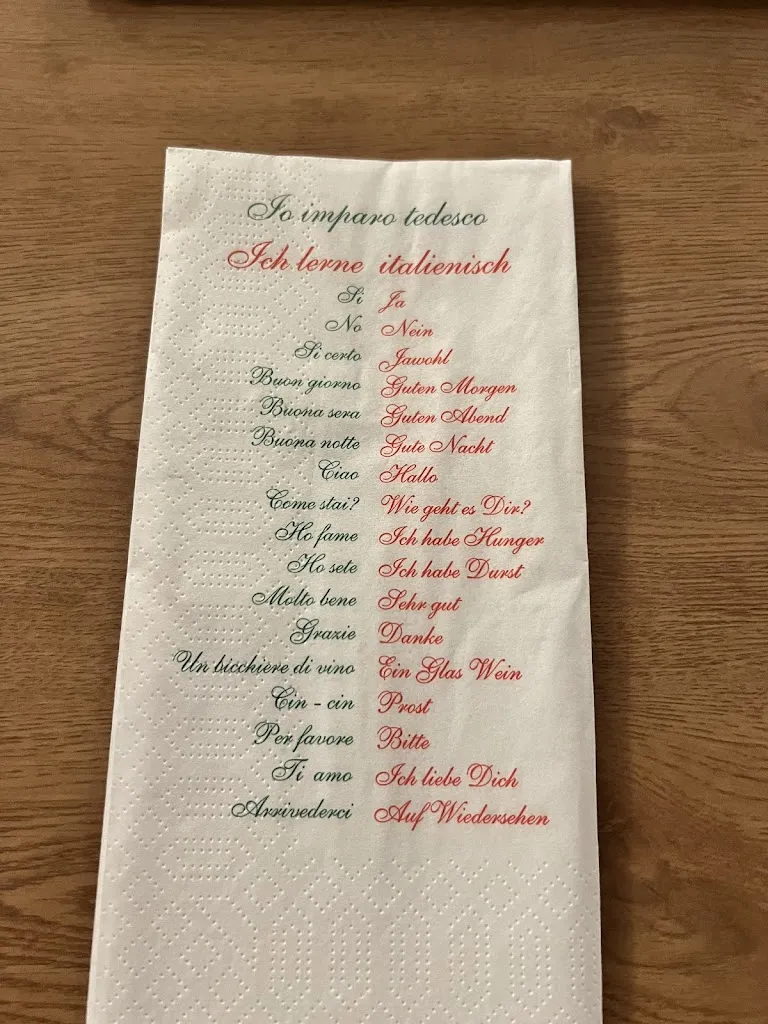 Io imparo tedesco
Ich lerne italienisch
Si Ja
No Nein
Si certo Jawohl
Buon giorno Guten Morgen
Buona sera Guten Abend
Buona notte Gute Nacht
Ciao Hallo
Come stai? Wie geht es Dir?
Ho fame Ich habe Hunger
Ho sete Ich habe Durst
Molto bene Sehr gut
Grazie Danke
Un bicchiere di vino Ein Glas Wein
Cin - cin Prost
Per favore Bitte
Ti amo Ich liebe Dich
Arrivederci Auf Wiedersehen